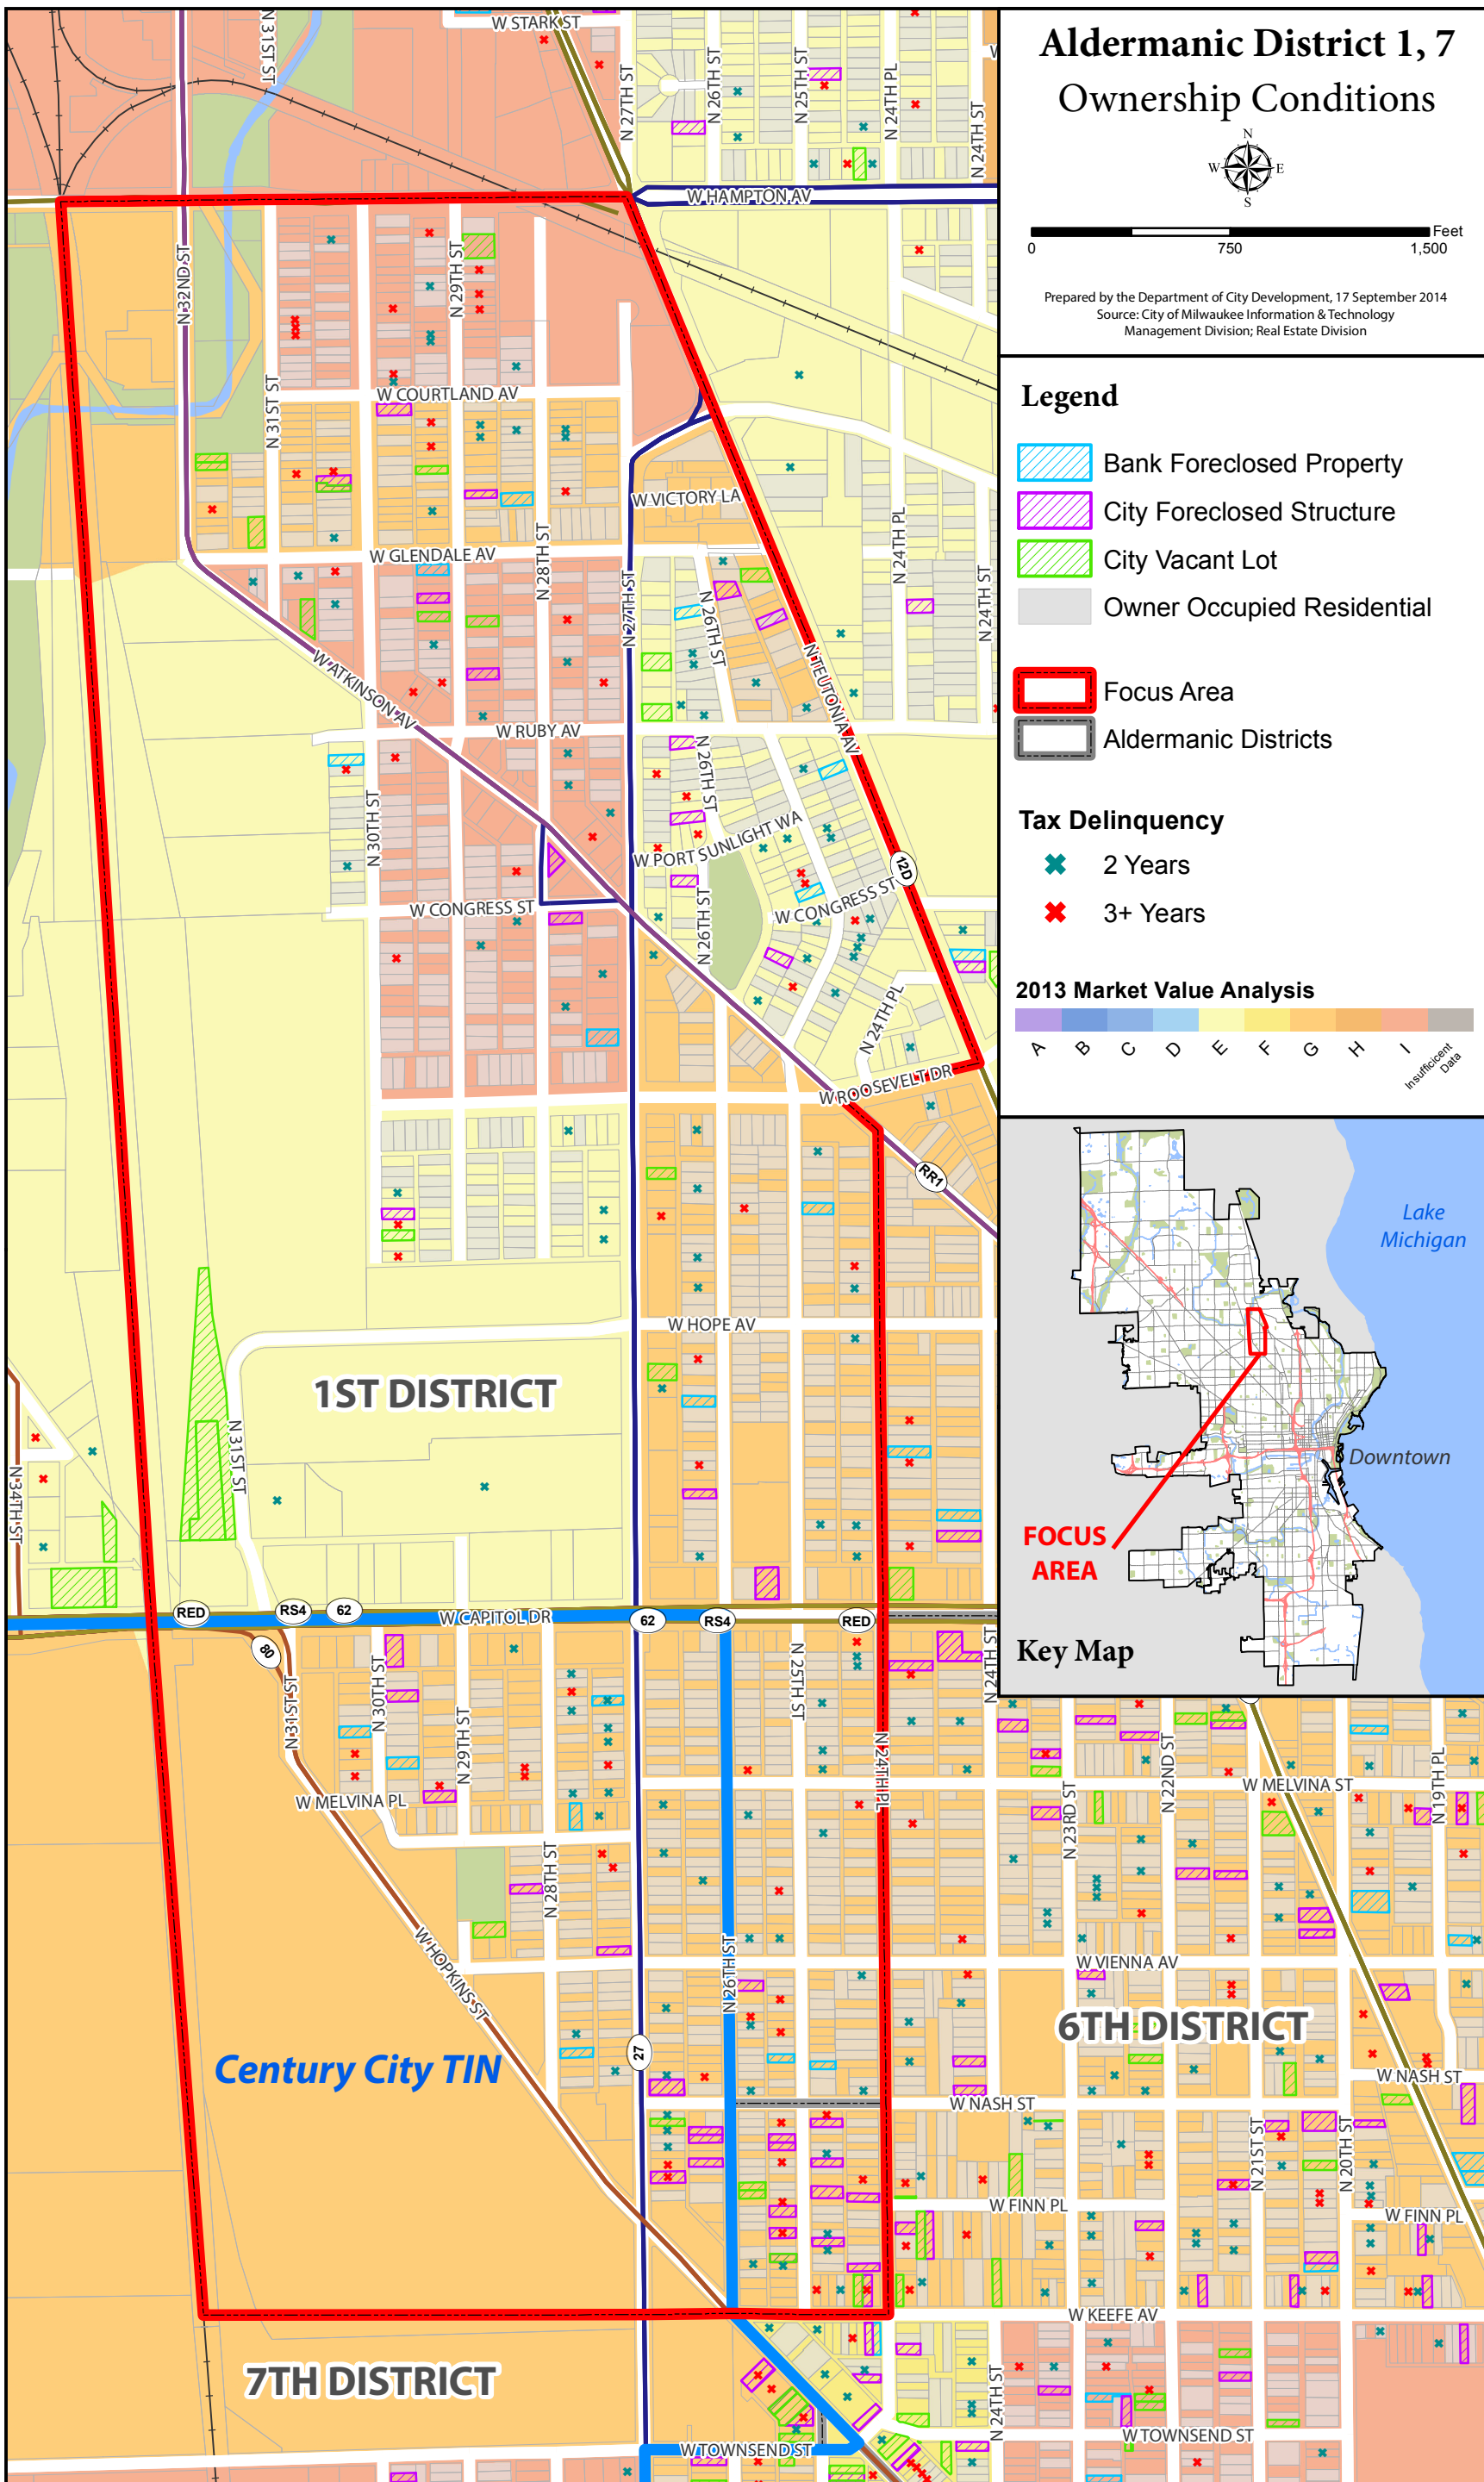 Aldermanic District 1, 7
Ownership Conditions
N
W E
S
Feet
0 750 1,500
Prepared by the Department of City Development, 17 September 2014
Source: City of Milwaukee Information & Technology
Management Division; Real Estate Division
Legend
Bank Foreclosed Property
City Foreclosed Structure
City Vacant Lot
Owner Occupied Residential
Focus Area
Aldermanic Districts
Tax Delinquency
2 Years
3+ Years
2013 Market Value Analysis
A B C D E F G H I Insufficicent Data
Lake
Michigan
Downtown
FOCUS
AREA
Key Map
W STARK ST
N 31ST ST
N 27TH ST
N 26TH ST
N 25TH ST
N 24TH PL
N 24TH ST
W HAMPTON AV
N 32ND ST
N 29TH ST
N 31ST ST
W COURTLAND AV
W VICTORY LA
W GLENDALE AV
N 28TH ST
N 27TH ST
N 26TH ST
N 24TH PL
N 24TH ST
N TEUTONIA AV
W ATKINSON AV
W RUBY AV
N 26TH ST
N 30TH ST
W PORT SUNLIGHT WA
12D
W CONGRESS ST
W CONGRESS ST
N 26TH ST
N 24TH PL
W ROOSEVELT DR
RR1
W HOPE AV
1ST DISTRICT
N 31ST ST
N 34TH ST
RED
RS4
62
W CAPITOL DR
62
RS4
RED
80
N 31ST ST
N 30TH ST
N 29TH ST
N 25TH ST
N 24TH ST
N 24TH PL
W MELVINA PL
W MELVINA ST
N 23RD ST
N 22ND ST
N 19TH PL
N 28TH ST
W HOPKINS ST
N 26TH ST
W VIENNA AV
6TH DISTRICT
Century City TIN
27
W NASH ST
W NASH ST
N 21ST ST
N 20TH ST
W FINN PL
W FINN PL
W KEEFE AV
7TH DISTRICT
N 24TH ST
W TOWNSEND ST
W TOWNSEND ST